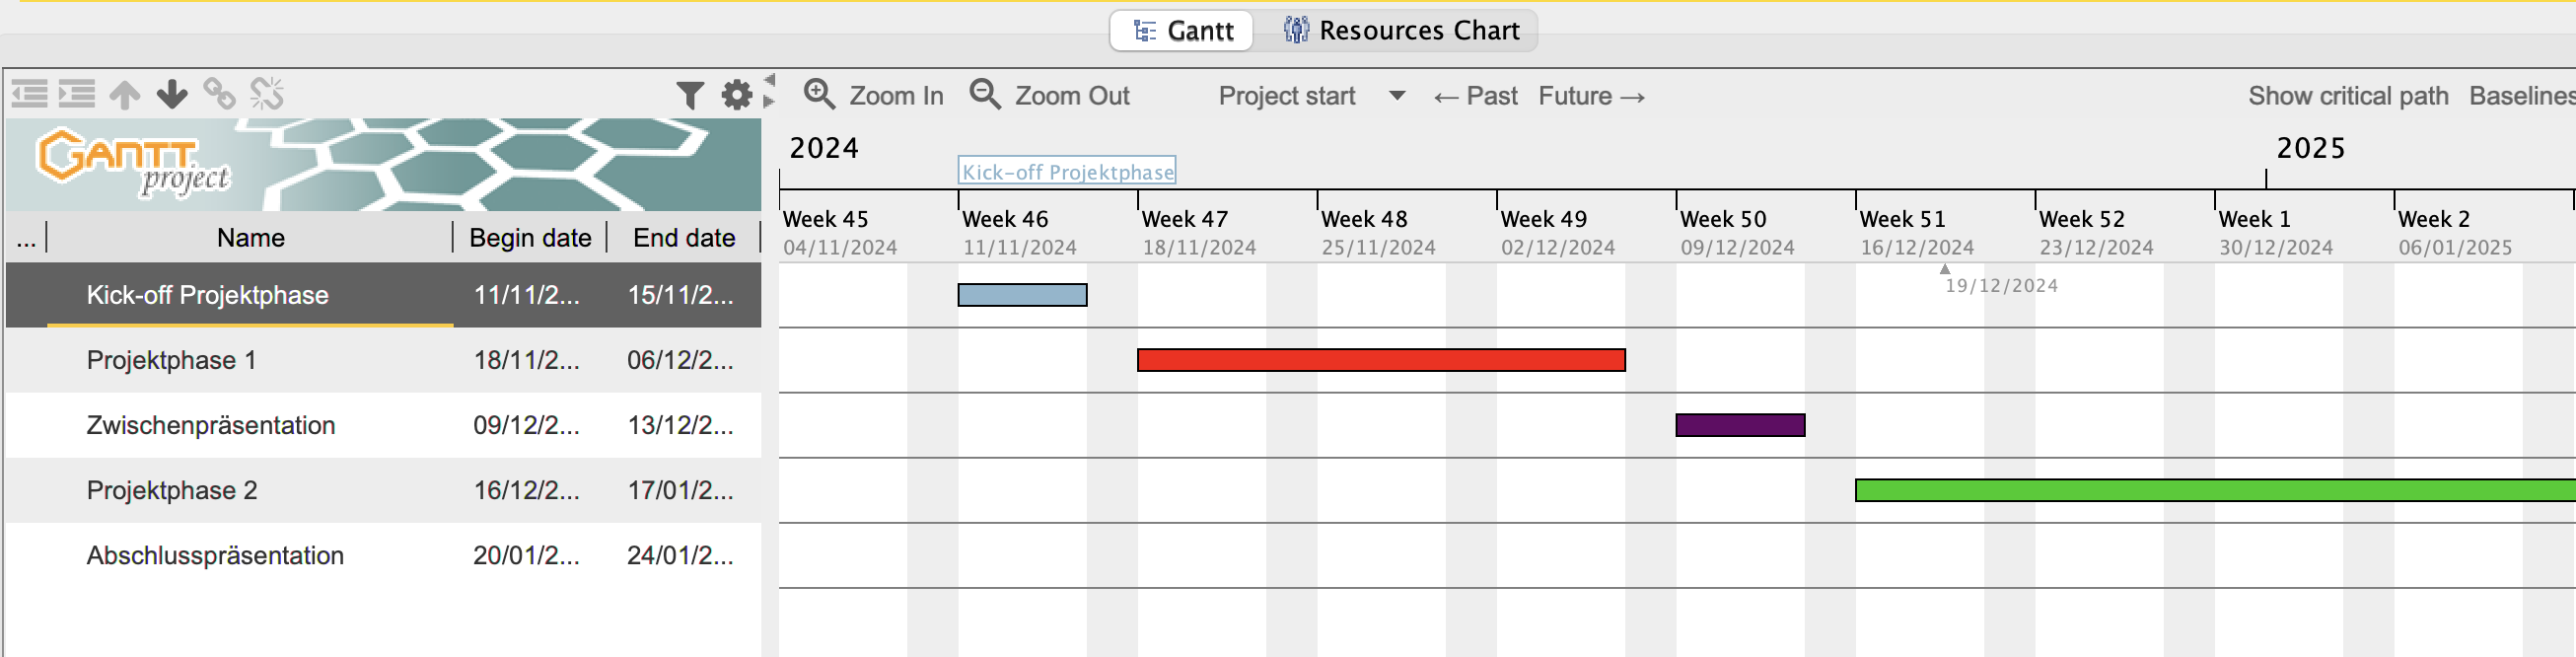 Gantt Resources Chart
Zoom In Zoom Out Project start ← Past Future → Show critical path Baselines
GANTT
project
2024 2025
Kick-off Projektphase
Week 45 Week 46 Week 47 Week 48 Week 49 Week 50 Week 51 Week 52 Week 1 Week 2
... Name Begin date End date
04/11/2024 11/11/2024 18/11/2024 25/11/2024 02/12/2024 09/12/2024 16/12/2024 23/12/2024 30/12/2024 06/01/2025
19/12/2024
Kick-off Projektphase 11/11/2... 15/11/2...
Projektphase 1 18/11/2... 06/12/2...
Zwischenpräsentation 09/12/2... 13/12/2...
Projektphase 2 16/12/2... 17/01/2...
Abschlusspräsentation 20/01/2... 24/01/2...